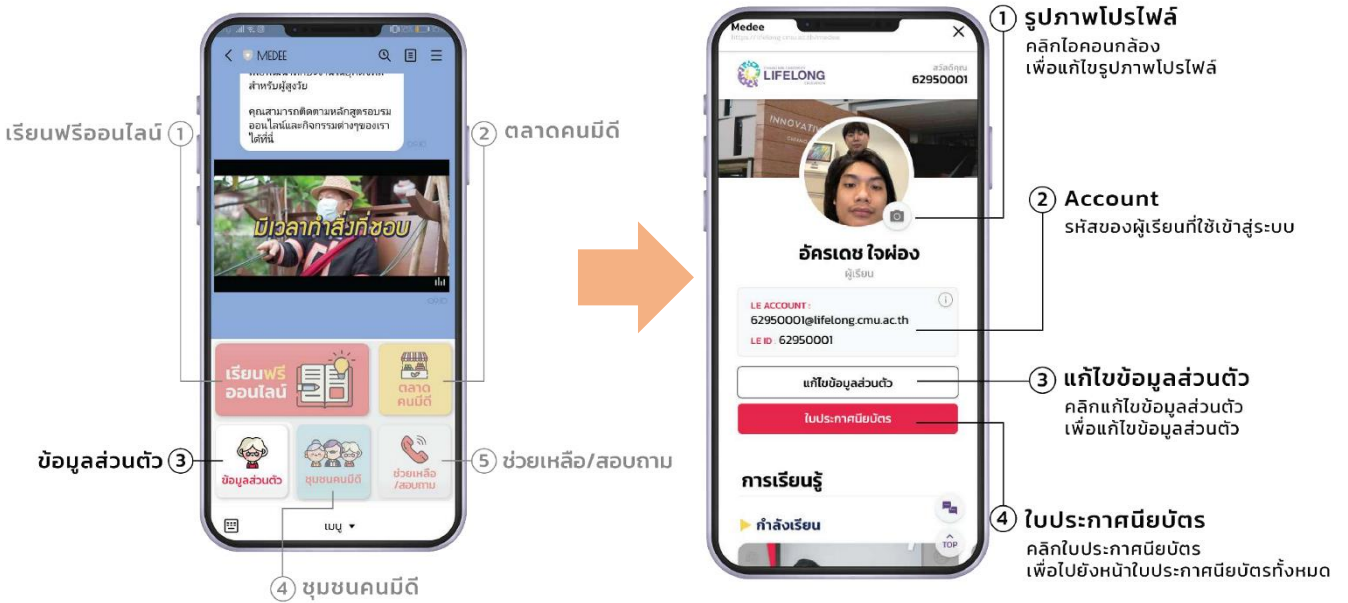 MEDEE
สำหรับผู้สูงวัย
คุณสามารถติดตามหลักสูตรอบรม
ออนไลน์และกิจกรรมต่างๆของเรา
ได้ที่นี่
เรียนฟรีออนไลน์ 1
2 ตลาดคนมีดี
มีเวลาทำสิ่งที่ชอบ
เรียนฟรี
ออนไลน์
ตลาด
คนมีดี
ข้อมูลส่วนตัว 3
ข้อมูลส่วนตัว
ชุมชนคนมีดี
ช่วยเหลือ
/สอบถาม
5 ช่วยเหลือ/สอบถาม
เมนู ▼
4 ชุมชนคนมีดี
Medee
LIFELONG
สวัสดีคุณ
62950001
INNOVATI
อัครเดช ใจผ่อง
ผู้เรียน
LE ACCOUNT :
62950001@lifelong.cmu.ac.th
LE ID 62950001
แก้ไขข้อมูลส่วนตัว
ใบประกาศนียบัตร
การเรียนรู้
กำลังเรียน
TOP
1 รูปภาพโปรไฟล์
คลิกไอคอนกล้อง
เพื่อแก้ไขรูปภาพโปรไฟล์
2 Account
รหัสของผู้เรียนที่ใช้เข้าสู่ระบบ
3 แก้ไขข้อมูลส่วนตัว
คลิกแก้ไขข้อมูลส่วนตัว
เพื่อแก้ไขข้อมูลส่วนตัว
4 ใบประกาศนียบัตร
คลิกใบประกาศนียบัตร
เพื่อไปยังหน้าใบประกาศนียบัตรทั้งหมด